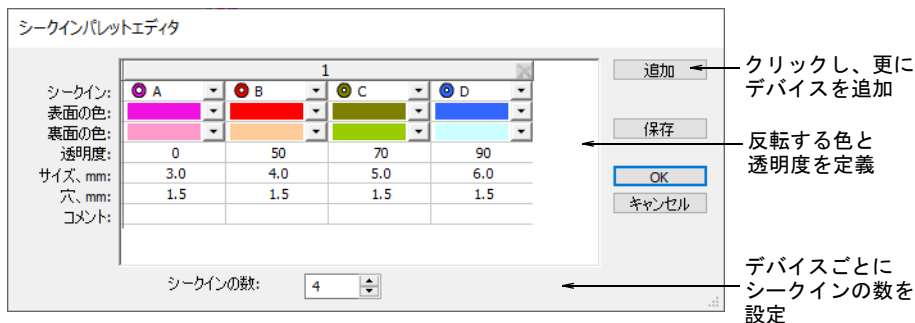 シークインパレットエディタ
1
シークイン: A B C D
表面の色:
裏面の色:
透明度: 0 50 70 90
サイズ、mm: 3.0 4.0 5.0 6.0
穴、mm: 1.5 1.5 1.5 1.5
コメント:
シークインの数: 4
追加
保存
OK
キャンセル
クリックし、更に
デバイスを追加
反転する色と
透明度を定義
デバイスごとに
シークインの数を
設定